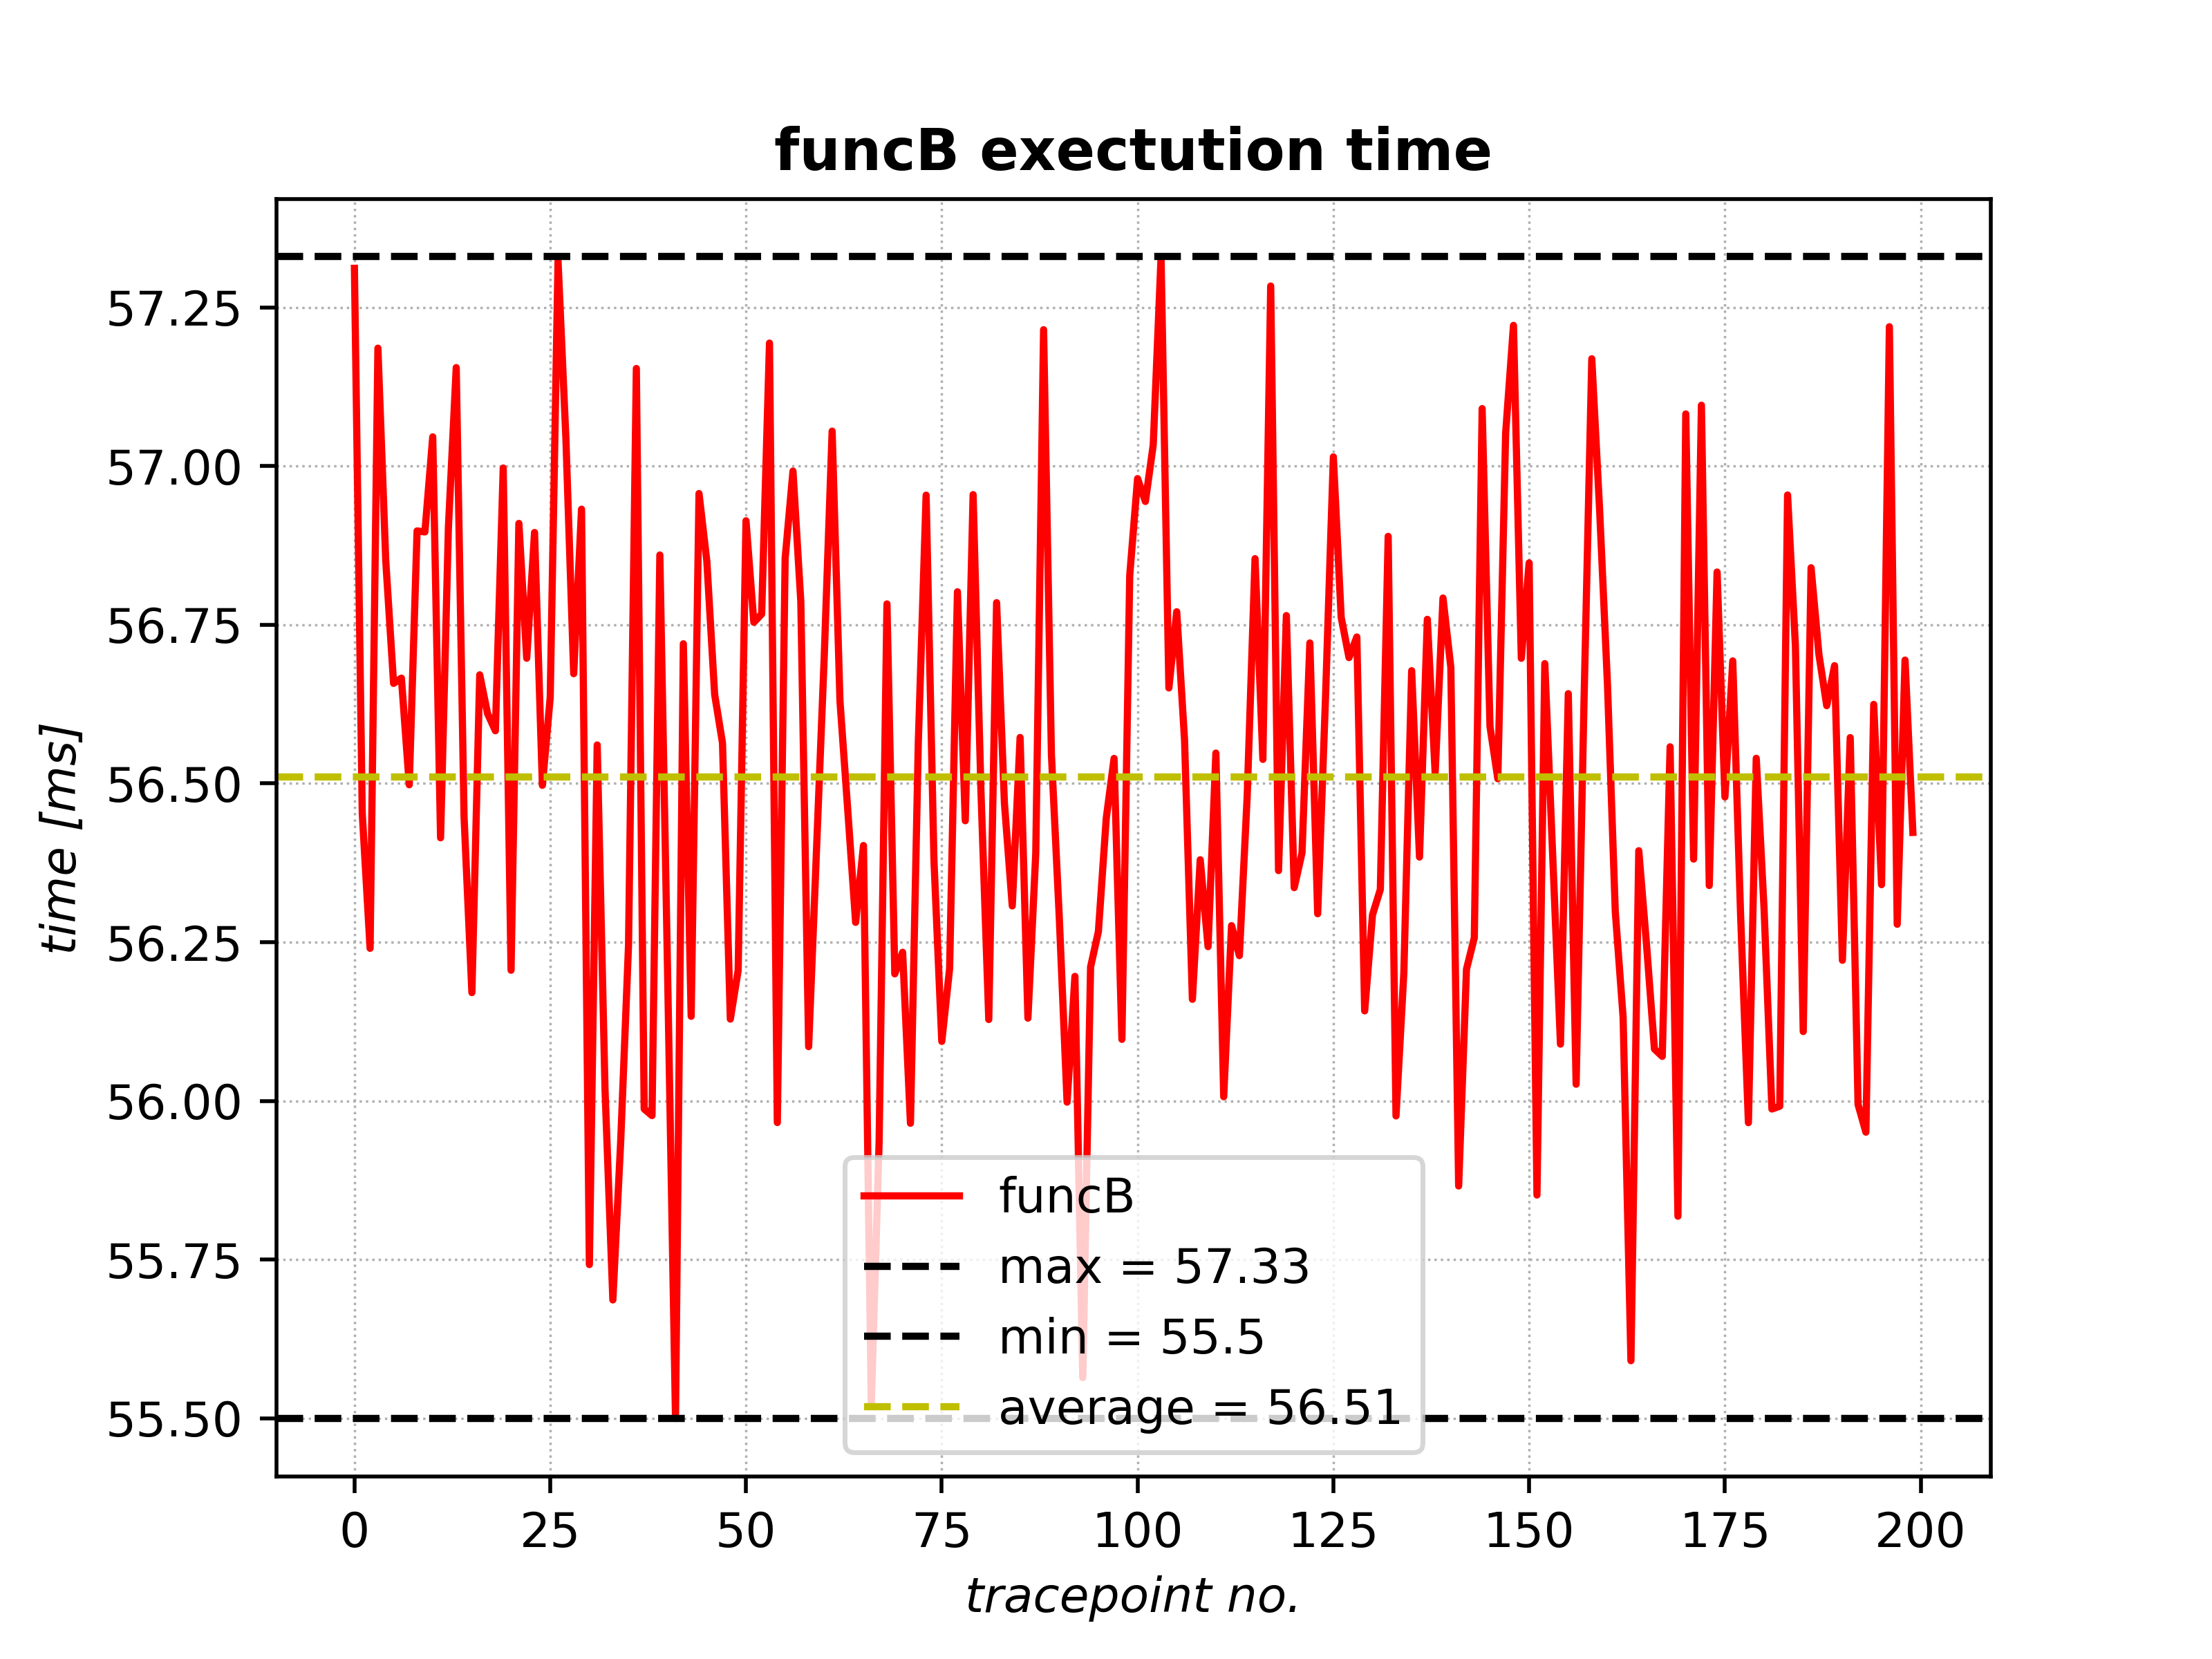 funcB exectution time
57.25
57.00
56.75
56.50
56.25
56.00
55.75
55.50
time [ms]
funcB
max = 57.33
min = 55.5
average = 56.51
0 25 50 75 100 125 150 175 200
tracepoint no.